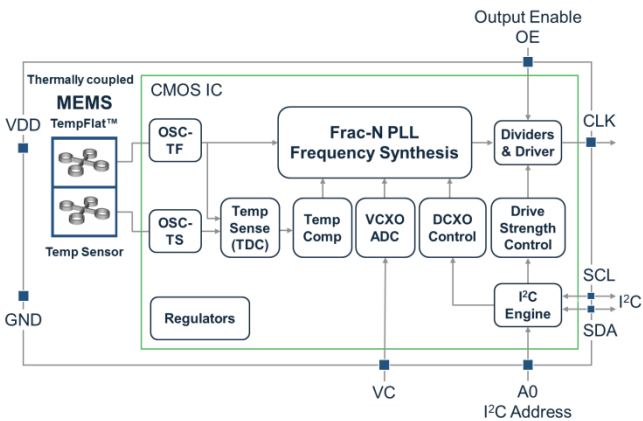 Output Enable
OE
Thermally coupled
MEMS
TempFlat™
VDD
CMOS IC
CLK
OSC-
TF
Frac-N PLL
Frequency Synthesis
Dividers
& Driver
OSC-
TS
Temp
Sense
(TDC)
Temp
Comp
VCXO
ADC
DCXO
Control
Drive
Strength
Control
Temp Sensor
SCL
I²C
SDA
I²C
Engine
GND
Regulators
VC
A0
I²C Address